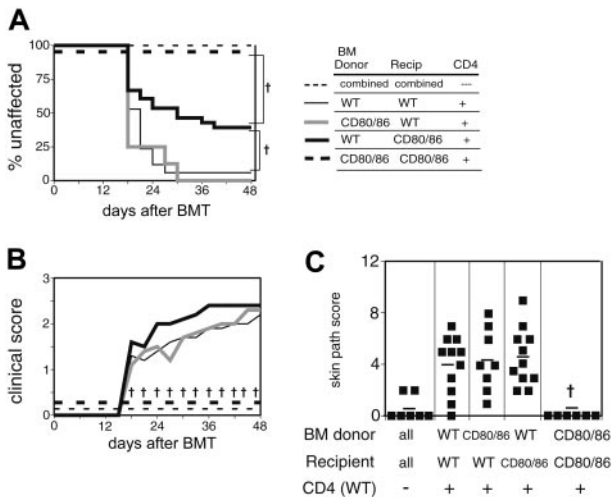 A
% unaffected
100
75
50
25
0
0 12 24 36 48
days after BMT
†
†
BM
Donor Recip CD4
combined combined ---
WT WT +
CD80/86 WT +
WT CD80/86 +
CD80/86 CD80/86 +
B
clinical score
3
2
1
0
† † † † † † † † † † †
0 12 24 36 48
days after BMT
C
skin path score
12
8
4
0
†
BM donor all WT CD80/86 WT CD80/86
Recipient all WT WT CD80/86 CD80/86
CD4 (WT) - + + + +